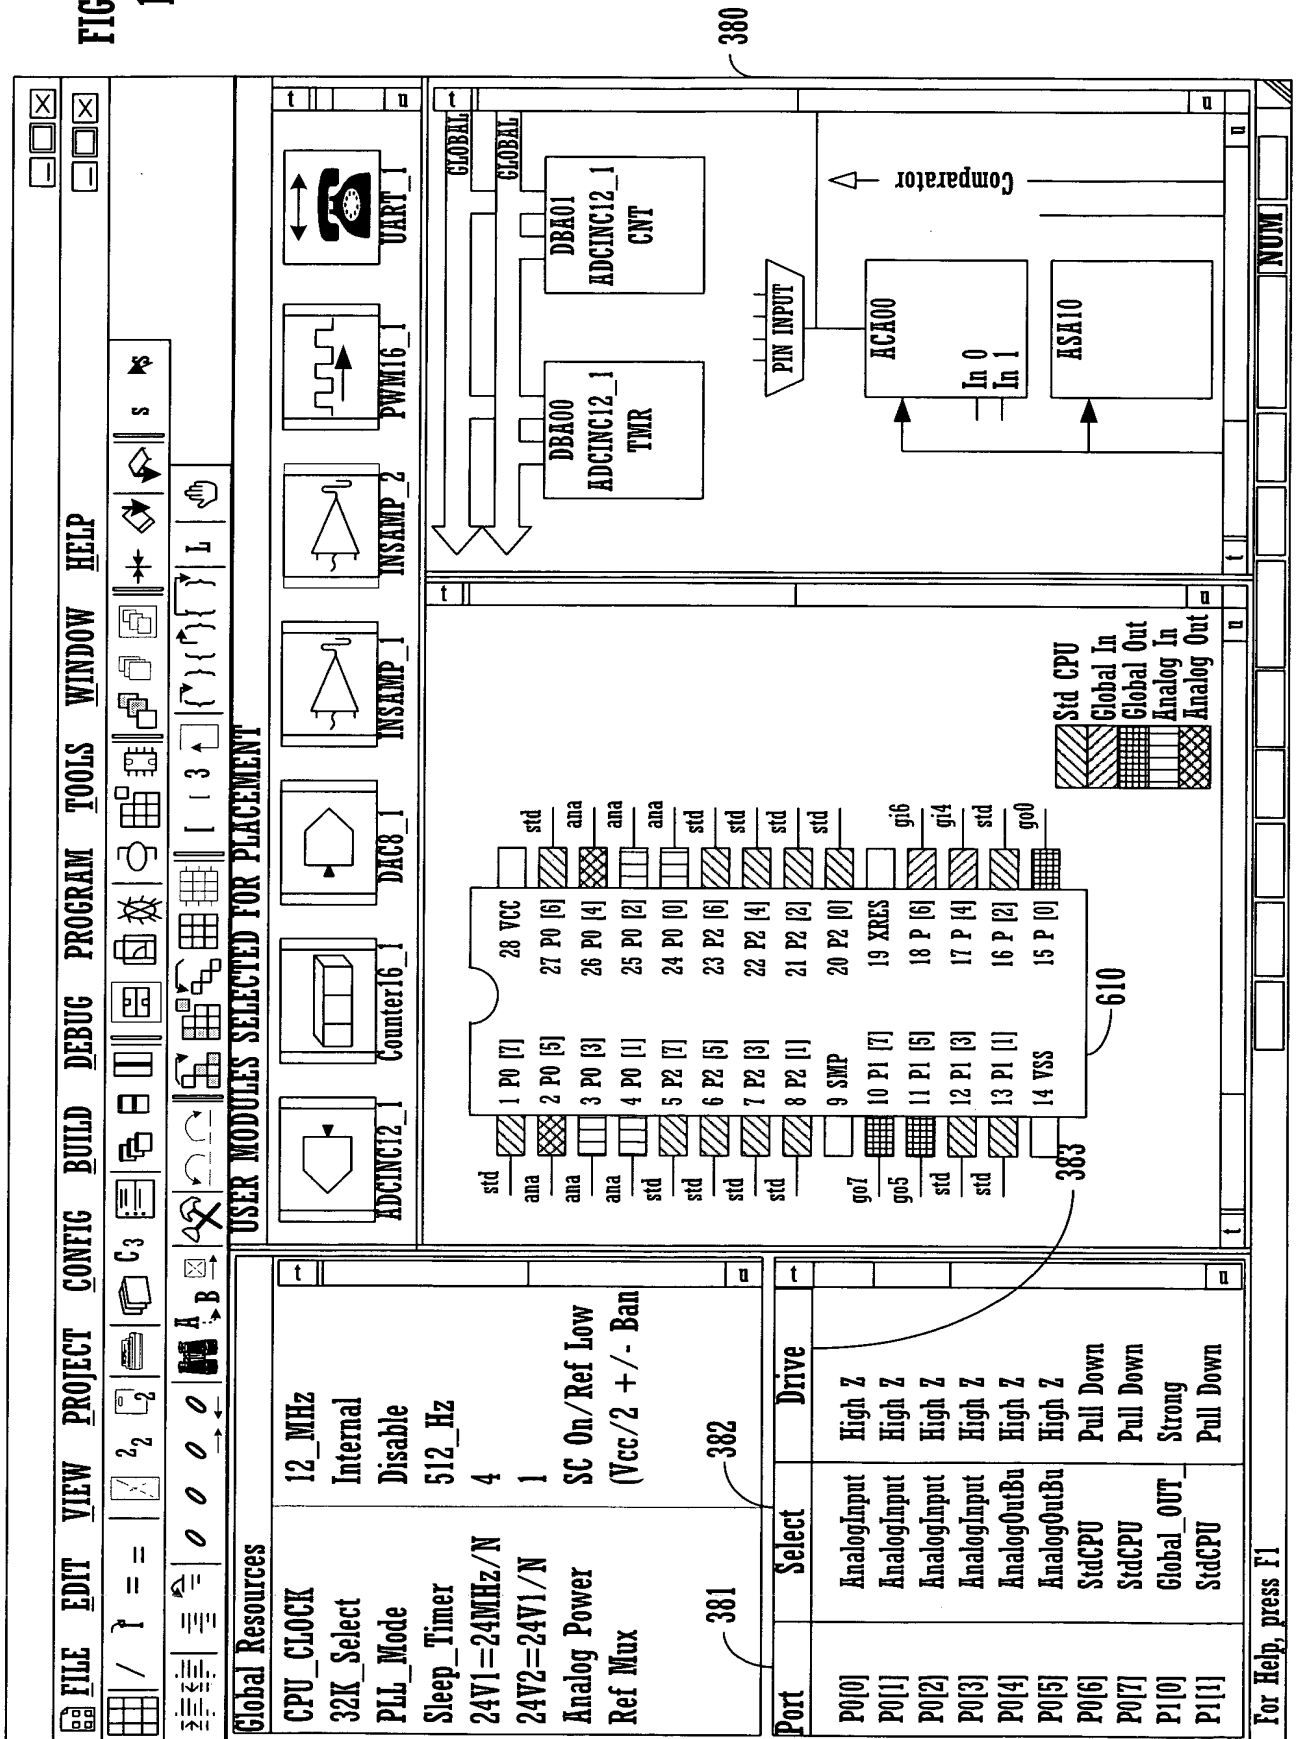 FIG
1
380
FILE EDIT VIEW PROJECT CONFIG BUILD DEBUG PROGRAM TOOLS WINDOW HELP
Global Resources
CPU_CLOCK 12_MHz
32K_Select Internal
PLL_Mode Disable
Sleep_Timer 512_Hz
24V1=24MHz/N 4
24V2=24V1/N 1
Analog Power SC On/Ref Low
Ref Mux (Vcc/2 +/- Ban
t
u
381
382
383
Port Select Drive
P0[0] AnalogInput High Z
P0[1] AnalogInput High Z
P0[2] AnalogInput High Z
P0[3] AnalogInput High Z
P0[4] AnalogOutBu High Z
P0[5] AnalogOutBu High Z
P0[6] StdCPU Pull Down
P0[7] StdCPU Pull Down
P1[0] Global_OUT_ Strong
P1[1] StdCPU Pull Down
t
u
USER MODULES SELECTED FOR PLACEMENT
ADCINC12_1 Counter16_1 DAC8_1 INSAMP_1 INSAMP_2 PWM16_1 UART_1
t
u
std 1 P0 [7] 28 VCC
ana 2 P0 [5] 27 P0 [6] std
ana 3 P0 [3] 26 P0 [4] ana
ana 4 P0 [1] 25 P0 [2] ana
std 5 P2 [7] 24 P0 [0] ana
std 6 P2 [5] 23 P2 [6] std
std 7 P2 [3] 22 P2 [4] std
std 8 P2 [1] 21 P2 [2] std
9 SMP 20 P2 [0] std
go7 10 P1 [7] 19 XRES
go5 11 P1 [5] 18 P [6] gi6
std 12 P1 [3] 17 P [4] gi4
std 13 P1 [1] 16 P [2] std
14 VSS 15 P [0] go0
610
Std CPU
Global In
Global Out
Analog In
Analog Out
t
u
t
u
GLOBAL
GLOBAL
DBA00
ADCINC12_1
TMR
DBA01
ADCINC12_1
CNT
PIN INPUT
ACA00
In 0
In 1
ASA10
Comparator
t
u
t
u
For Help, press F1
NUM